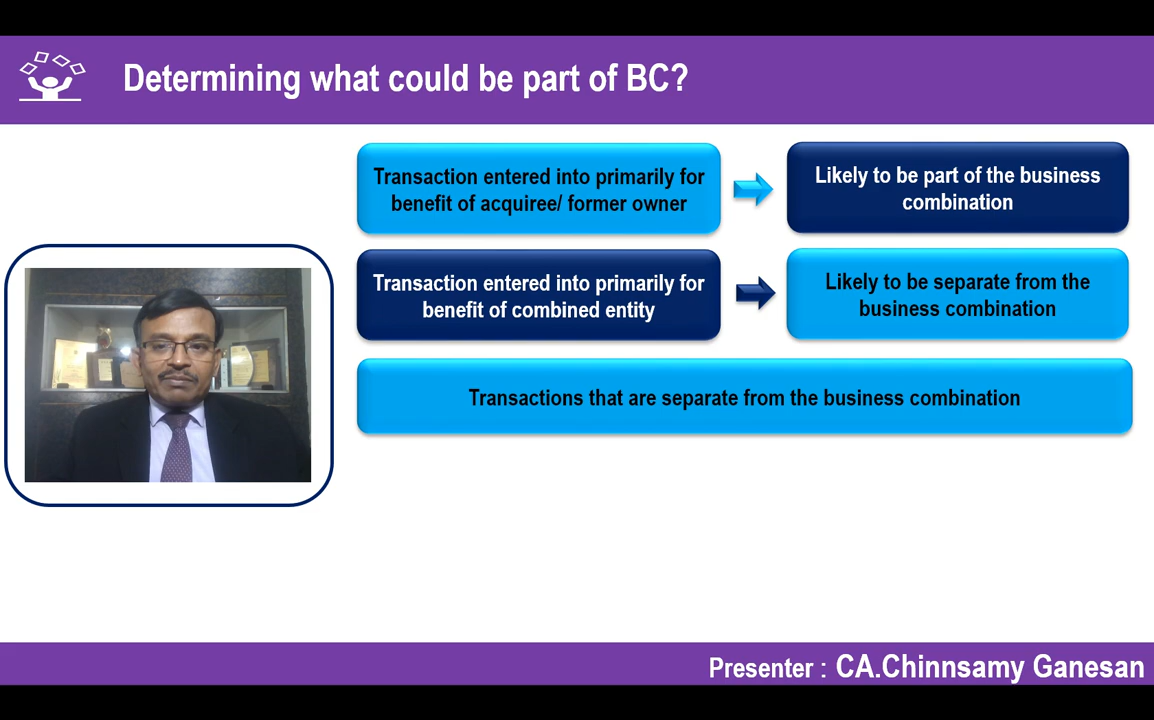 Determining what could be part of BC?
Transaction entered into primarily for
benefit of acquiree/ former owner
Likely to be part of the business
combination
Transaction entered into primarily for
benefit of combined entity
Likely to be separate from the
business combination
Transactions that are separate from the business combination
Presenter : CA.Chinnsamy Ganesan